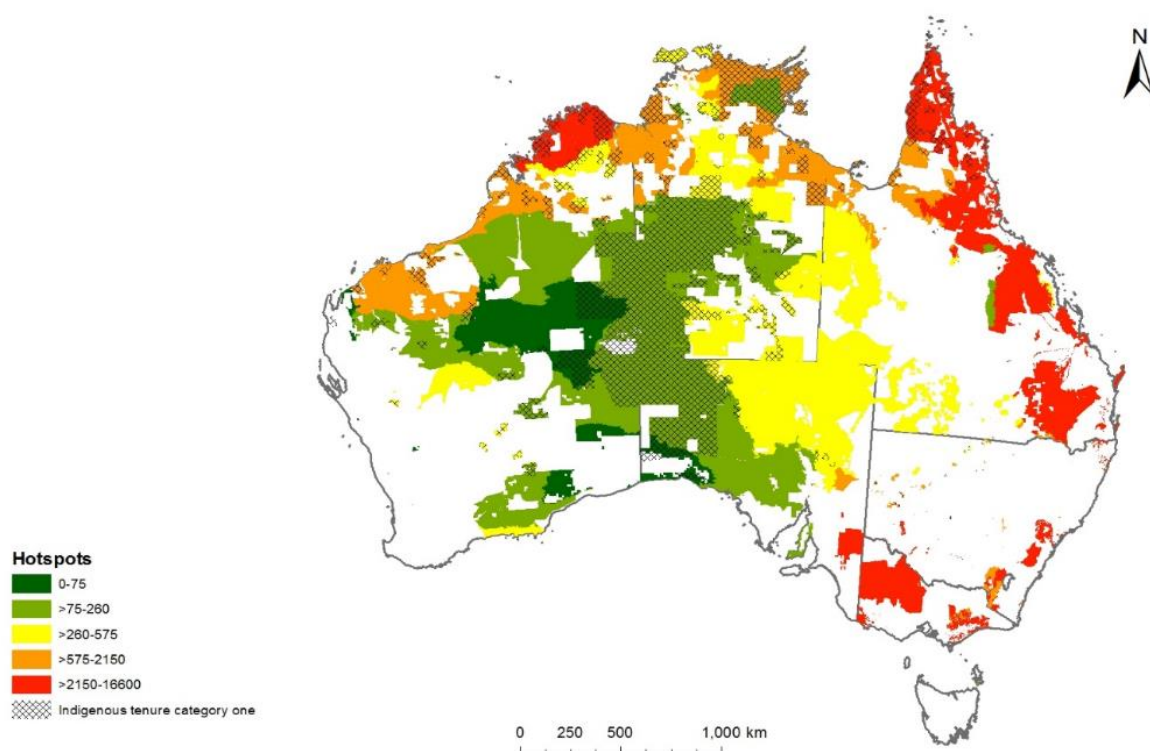 N
Hotspots
0-75
>75-260
>260-575
>575-2150
>2150-16600
Indigenous tenure category one
0 250 500 1,000 km